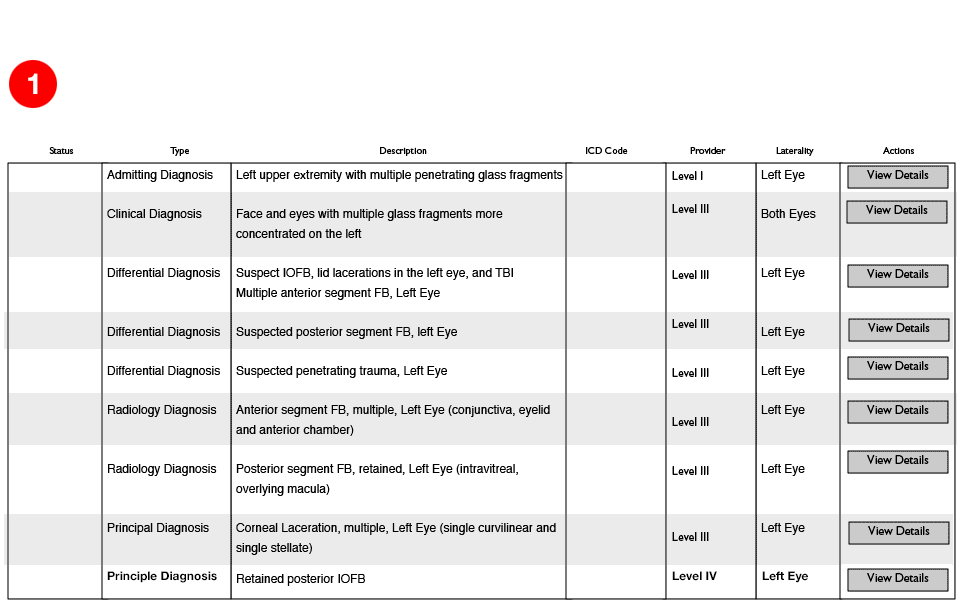 1
Status Type Description ICD Code Provider Laterality Actions
Admitting Diagnosis Left upper extremity with multiple penetrating glass fragments Level I Left Eye View Details
Clinical Diagnosis Face and eyes with multiple glass fragments more Level III Both Eyes View Details
concentrated on the left
Differential Diagnosis Suspect IOFB, lid lacerations in the left eye, and TBI Level III Left Eye View Details
Multiple anterior segment FB, Left Eye
Differential Diagnosis Suspected posterior segment FB, left Eye Level III Left Eye View Details
Differential Diagnosis Suspected penetrating trauma, Left Eye Level III Left Eye View Details
Radiology Diagnosis Anterior segment FB, multiple, Left Eye (conjunctiva, eyelid Level III Left Eye View Details
and anterior chamber)
Radiology Diagnosis Posterior segment FB, retained, Left Eye (intravitreal, Level III Left Eye View Details
overlying macula)
Principal Diagnosis Corneal Laceration, multiple, Left Eye (single curvilinear and Level III Left Eye View Details
single stellate)
Principle Diagnosis Retained posterior IOFB Level IV Left Eye View Details